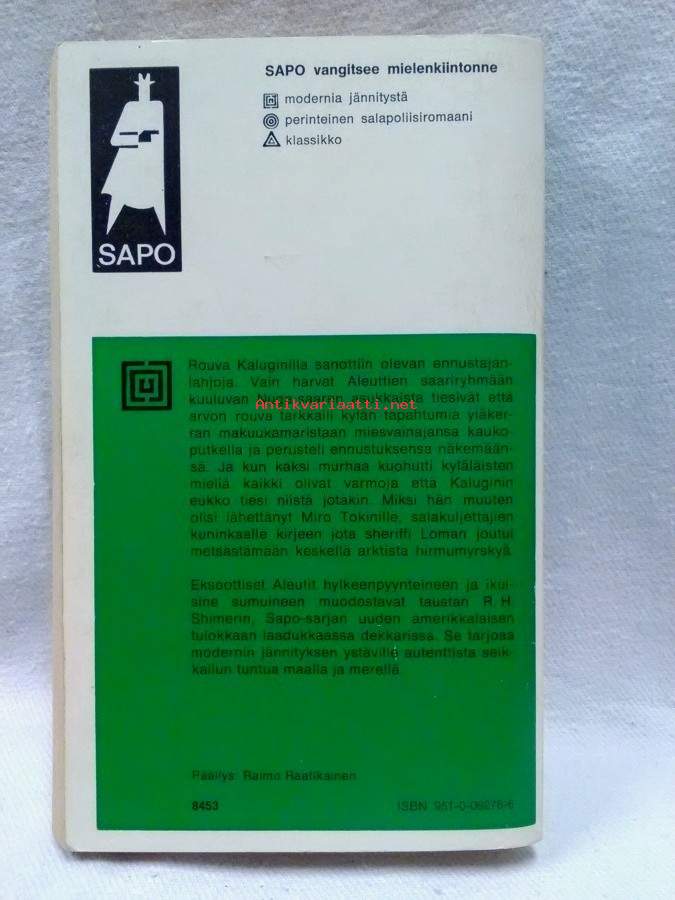 SAPO vangitsee mielenkiintonne
modernia jännitystä
perinteinen salapoliisiromaani
klassikko
SAPO
Rouva Kaluginilla sanottiin olevan ennustajan-
lahjoja. Vain harvat Aleuttien saariryhmään
kuuluvan asukkaista tiesivät että
Antikvariaatti.net
arvon rouva tarkkaili kylän tapahtumia yläker-
ran makuukamaristaan miesvainajansa kauko-
putkella ja perusteli ennustuksensa näkemään-
sä. Ja kun kaksi murhaa kuohutti kyläläisten
mieliä kaikki olivat varmoja että Kaluginin
eukko tiesi niistä jotakin. Miksi hän muuten
olisi lähettänyt Miro Tokinille, salakuljettajien
kuninkaalle kirjeen jota sheriffi Loman joutui
metsästämään keskellä arktista hirmumyrskyä.
Eksoottiset Aleutit hylkeenpyynteineen ja ikui-
sine sumuineen muodostavat taustan R. H.
Shimerin, Sapo-sarjan uuden amerikkalaisen
tulokkaan laadukkaassa dekkarissa. Se tarjoaa
modernin jännityksen ystäville autenttista seik-
kailun tuntua maalla ja merellä.
Päällys: Raimo Raatikainen
8453
ISBN 951-0-06276-6